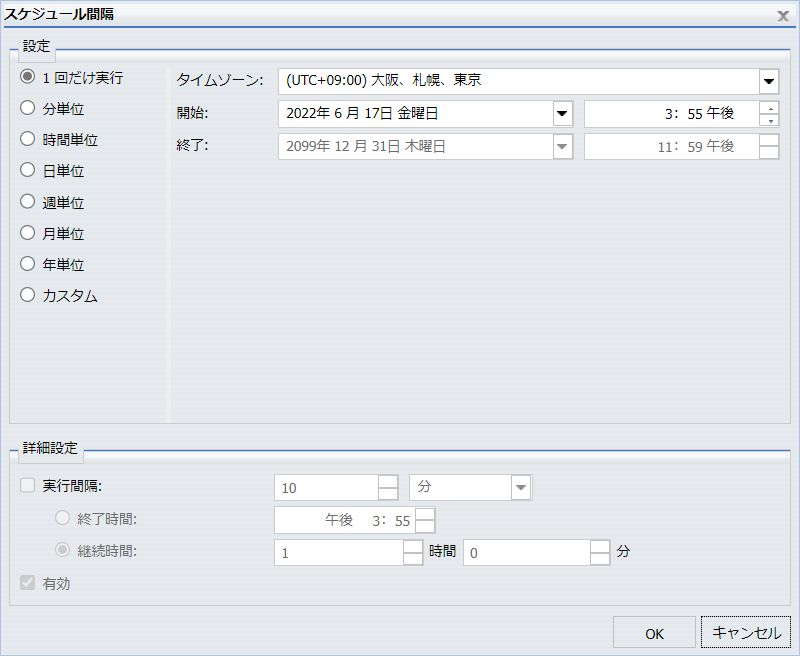 スケジュール間隔
設定
1 回だけ実行
分単位
時間単位
日単位
週単位
月単位
年単位
カスタム
タイムゾーン: (UTC+09:00) 大阪、札幌、東京
開始: 2022年 6 月 17日 金曜日 3: 55 午後
終了: 2099年 12 月 31日 木曜日 11: 59 午後
詳細設定
実行間隔: 10 分
終了時間: 午後 3: 55
継続時間: 1 時間 0 分
有効
OK キャンセル